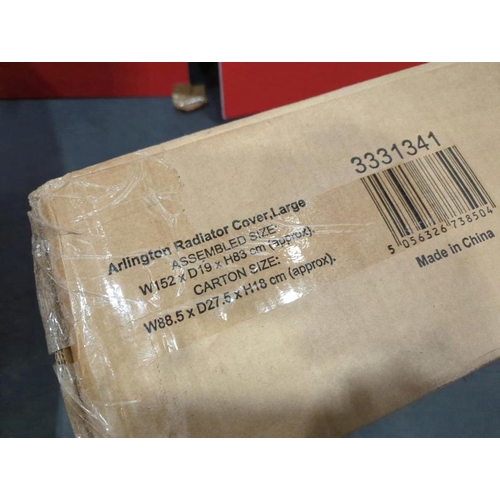 Arlington Radiator Cover,Large
ASSEMBLED SIZE:
W152 x D19 x H83 cm (approx).
CARTON SIZE:
W88.5 x D27.5 x H18 cm (approx).
3331341
5 056326 738504
Made in China